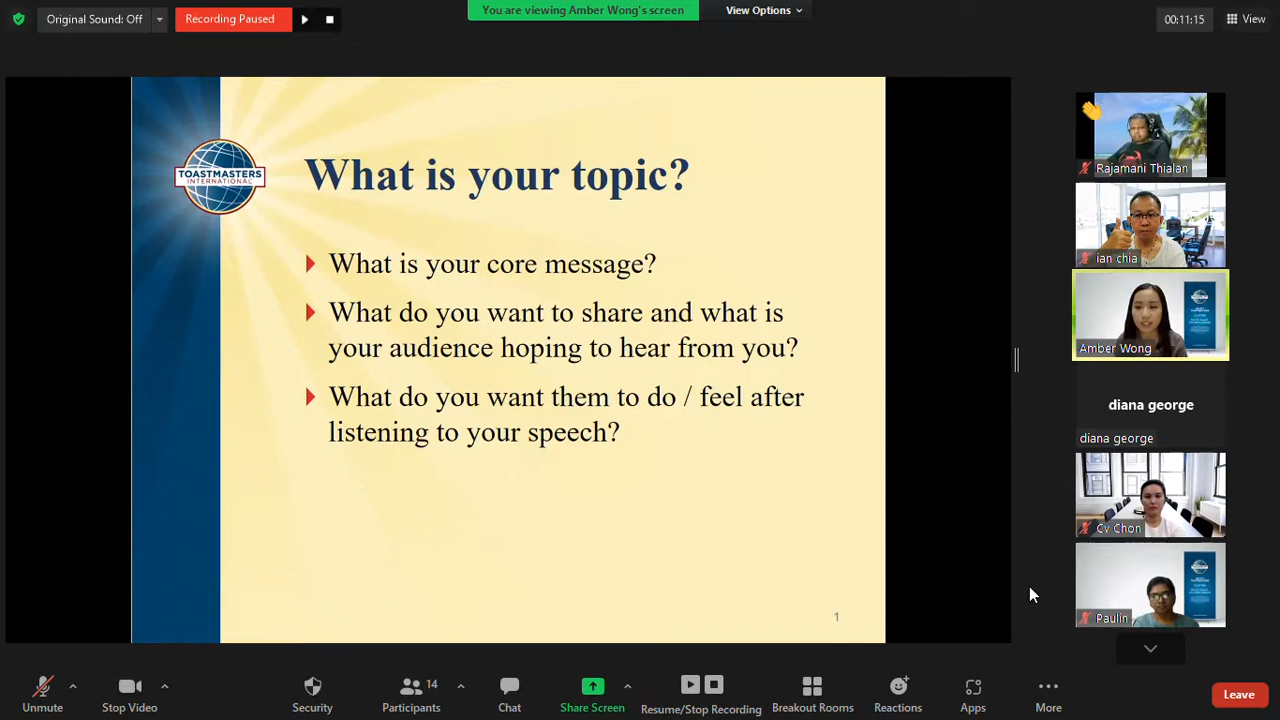 Original Sound: Off
Recording Paused
You are viewing Amber Wong's screen
View Options
00:11:15
View
TOASTMASTERS
INTERNATIONAL
What is your topic?
What is your core message?
What do you want to share and what is
your audience hoping to hear from you?
What do you want them to do / feel after
listening to your speech?
1
Rajamani Thialan
ian chia
Amber Wong
diana george
diana george
Cv Chon
Paulin
Unmute
Stop Video
Security
14
Participants
Chat
Share Screen
Resume/Stop Recording
Breakout Rooms
Reactions
Apps
More
Leave